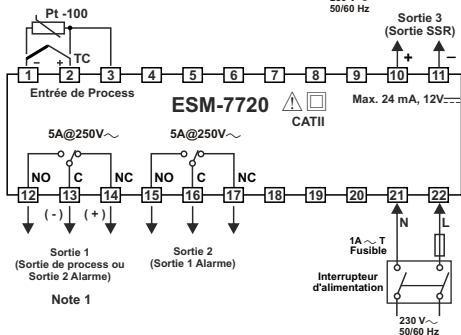 50/60 Hz
Pt -100
Sortie 3
(Sortie SSR)
TC
- +
+ -
1 2 3 4 5 6 7 8 9 10 11
Entrée de Process
ESM-7720
CATII
Max. 24 mA, 12V
5A@250V
5A@250V
NO C NC NO C NC
12 13 14 15 16 17 18 19 20 21 22
( - ) ( + )
N L
1A T
Fusible
Sortie 1
(Sortie de process ou
Sortie 2 Alarme)
Sortie 2
(Sortie 1 Alarme)
Note 1
Interrupteur
d'alimentation
230 V
50/60 Hz